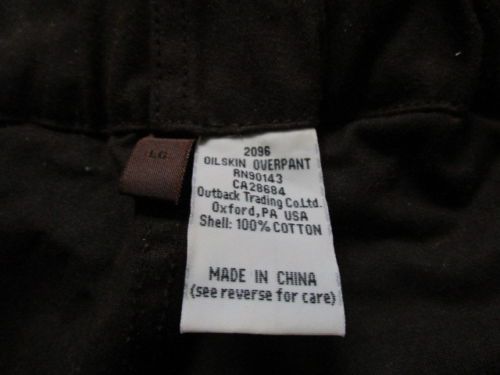 LG
2096
OILSKIN OVERPANT
RN90143
CA28684
Outback Trading Co.Ltd.
Oxford,PA USA
Shell: 100% COTTON
MADE IN CHINA
(see reverse for care)